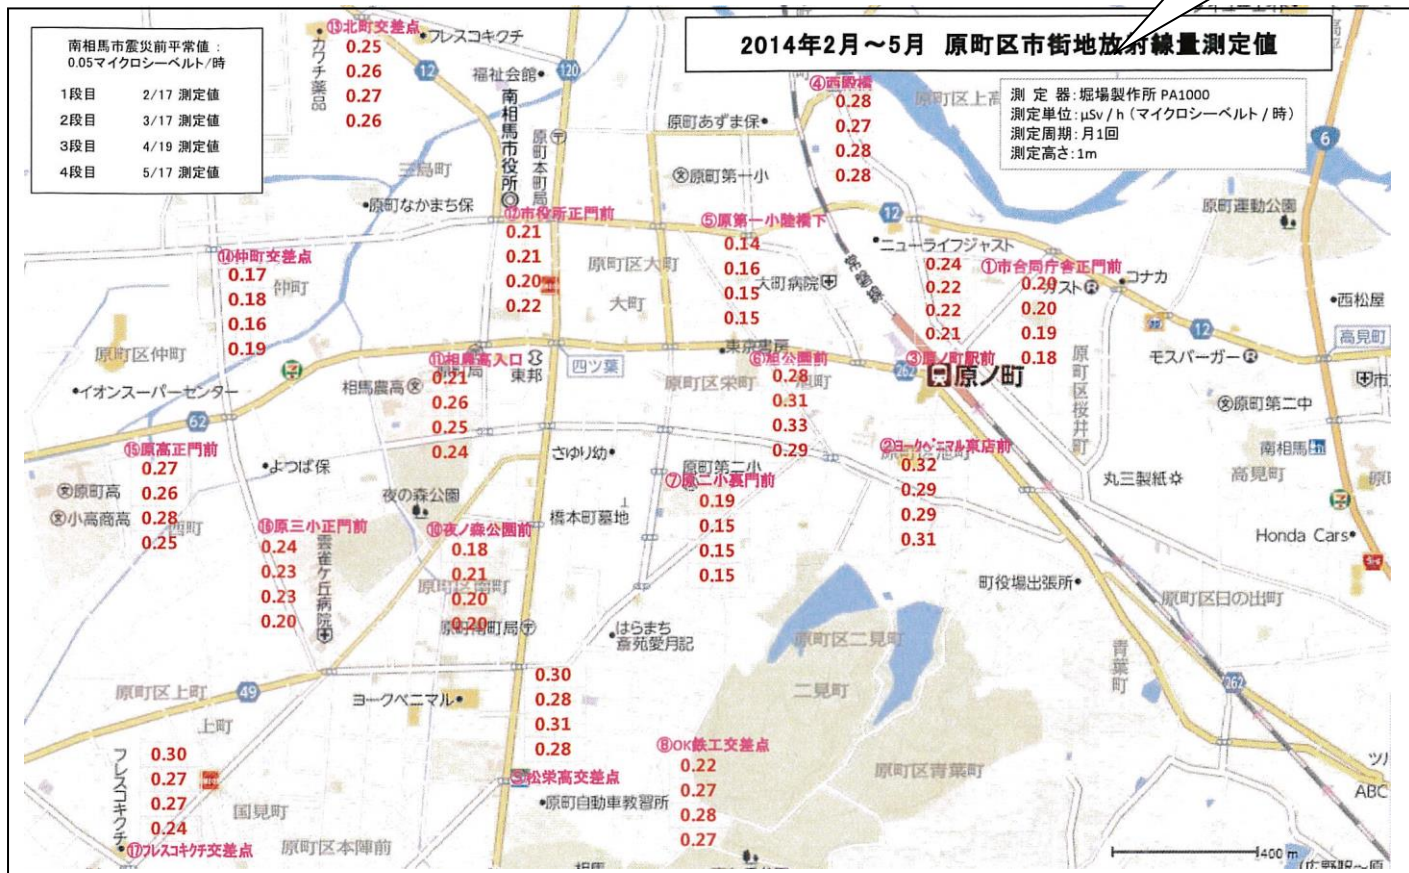 2014年2月～5月　原町区市街地放射線量測定値
南相馬市震災前平常値：
0.05マイクロシーベルト/時
1段目　2/17 測定値
2段目　3/17 測定値
3段目　4/19 測定値
4段目　5/17 測定値
測 定 器：堀場製作所 PA1000
測定単位：μSv / h （マイクロシーベルト / 時）
測定周期：月1回
測定高さ：1m
⑬北町交差点
0.25
0.26
0.27
0.26
カワチ薬品
フレスコキクチ
12
120
福祉会館
南相馬市役所
原町本町局
三島町
原町なかまち保
④西殿橋
0.28
0.27
0.28
0.28
原町あずま保
原町第一小
6
原町運動公園
⑫市役所正門前
0.21
0.21
0.20
0.22
⑤原第一小陸橋下
0.14
0.16
0.15
0.15
原町区大町
大町
大町病院
12
ニューライフジャスト
0.24
0.22
0.22
0.21
③原ノ町駅前
原ノ町
①市合同庁舎正門前
0.20
0.20
0.19
0.18
ガスト
コナカ
西松屋
12
高見町
モスバーガー
原町区桜井町
原町第二中
⑭仲町交差点
0.17
0.18
0.16
0.19
仲町
原町区仲町
イオンスーパーセンター
62
相馬農高
⑪相農高入口
0.21
0.26
0.25
0.24
東邦
四ツ葉
東京書房
原町区栄町
⑥旭公園前
0.28
0.31
0.33
0.29
262
②ヨークベニマル東店前
0.32
0.29
0.29
0.31
南相馬
高見町
丸三製紙
Honda Cars
⑮原高正門前
0.27
0.26
0.28
0.25
原町高
小高商高
西町
よつば保
夜の森公園
さゆり幼
橋本町墓地
原町第二小
⑦原二小裏門前
0.19
0.15
0.15
0.15
⑯原三小正門前
0.24
0.23
0.23
0.20
雲雀ケ丘病院
⑩夜ノ森公園前
0.18
0.21
0.20
0.20
原町区南町
原町南町局
はらまち
斎苑愛月記
町役場出張所
原町区日の出町
青葉町
原町区二見町
二見町
原町区上町
49
上町
ヨークベニマル
0.30
0.28
0.31
0.28
⑨松栄高交差点
原町自動車教習所
⑧OK鉄工交差点
0.22
0.27
0.28
0.27
原町区青葉町
262
0.30
0.27
0.27
0.24
フレスコキクチ
⑰フレスコキクチ交差点
国見町
原町区本陣前
ABC
400 m